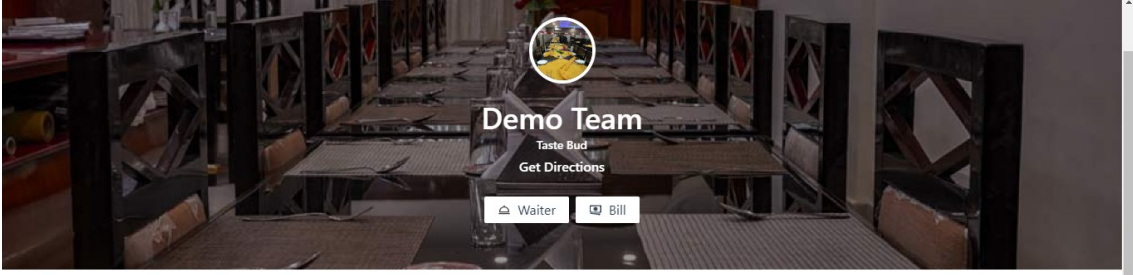 Demo Team
Taste Bud
Get Directions
Waiter Bill